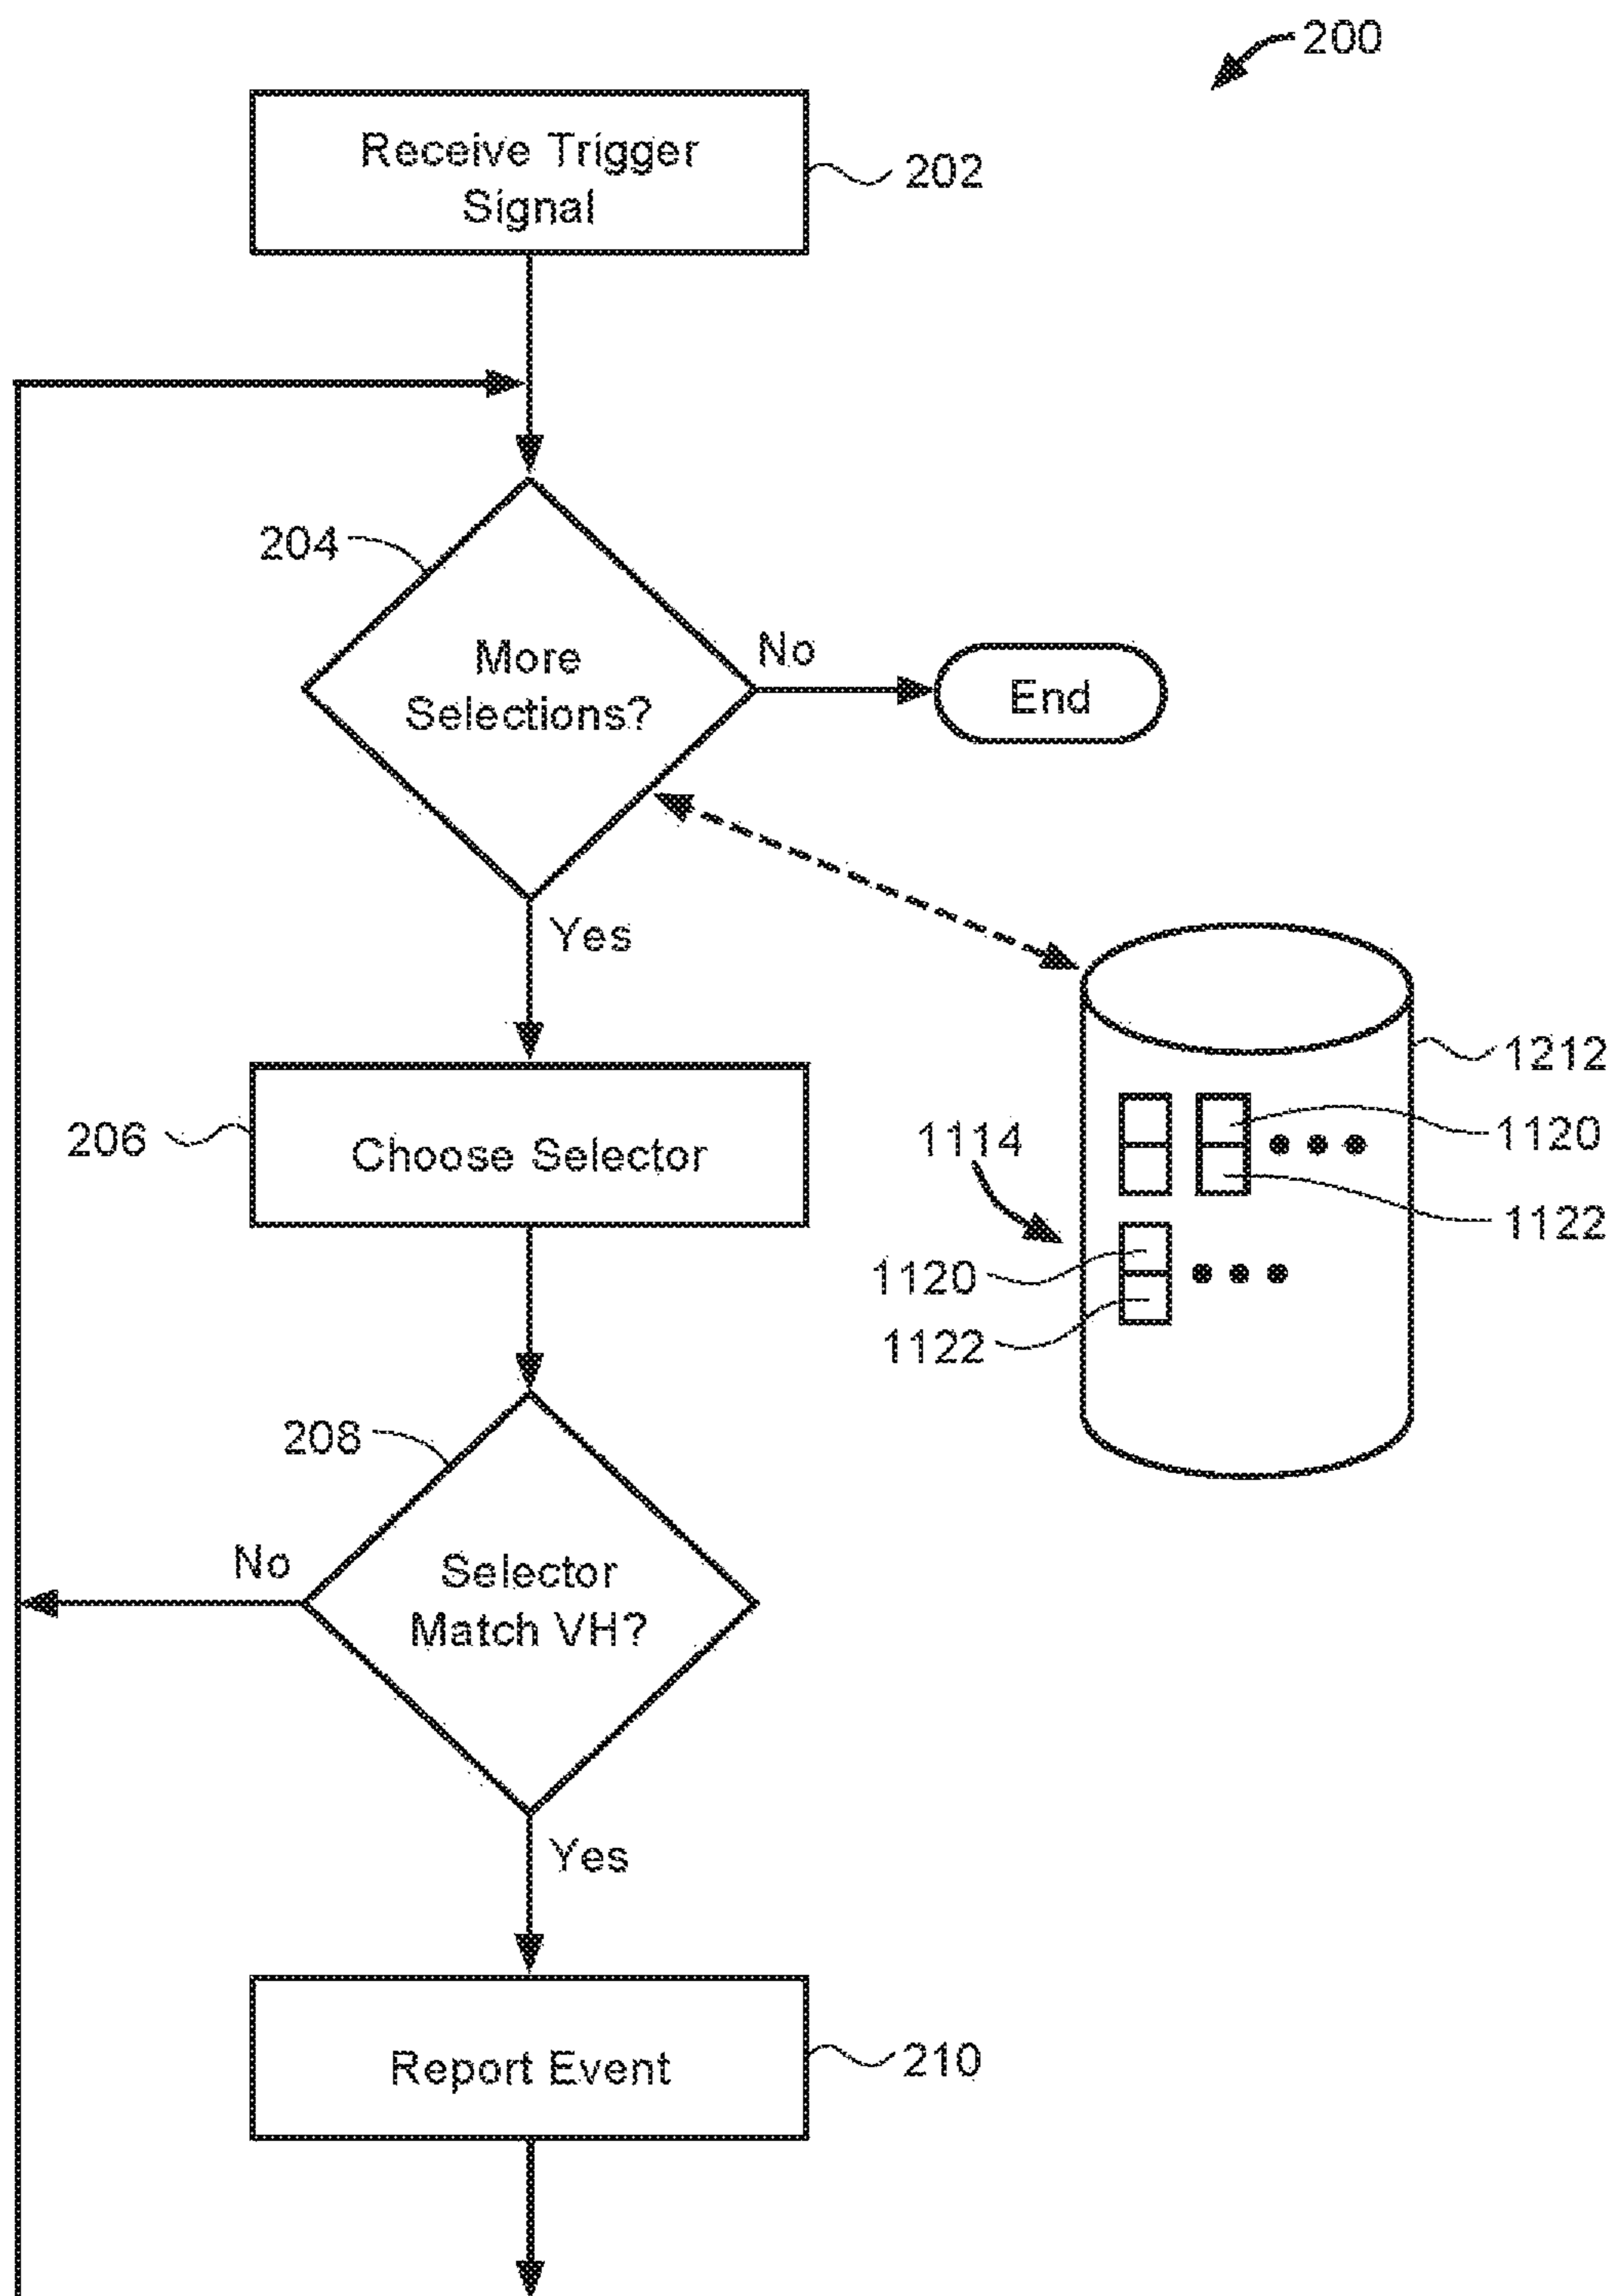 200
Receive Trigger
Signal
202
204
More
Selections?
No
End
Yes
1212
206
Choose Selector
1114
1120
1122
1120
1122
208
No
Selector
Match VH?
Yes
Report Event
210